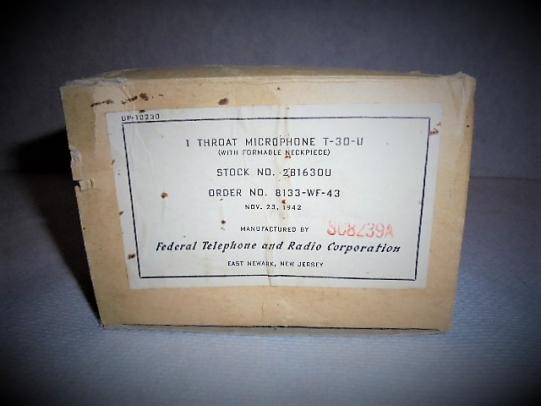 UP-10230
1 THROAT MICROPHONE T-30-U
(WITH FORMABLE NECKPIECE)
STOCK NO. 2B1630U
ORDER NO. 8133-WF-43
NOV. 23, 1942
MANUFACTURED BY
SC8239A
Federal Telephone and Radio Corporation
EAST NEWARK, NEW JERSEY